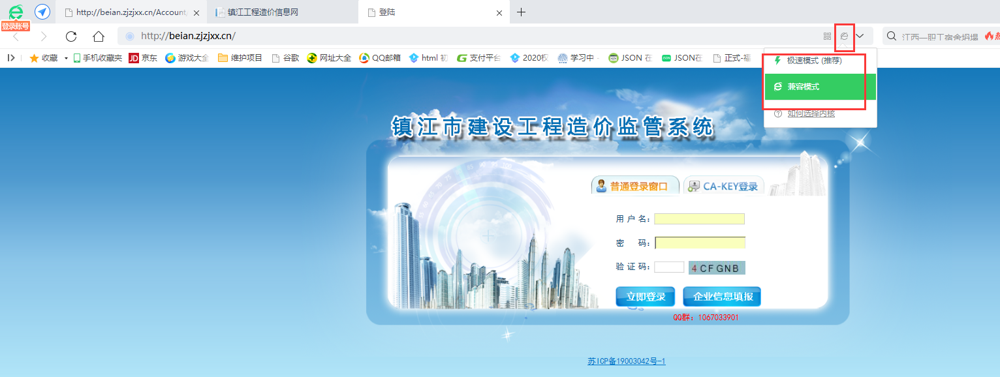 http://beian.zjzjxx.cn/Account,
镇江工程造价信息网
登陆
登录账号
http://beian.zjzjxx.cn/
江西一职工宿舍坍塌
热
收藏
手机收藏夹
京东
游戏大全
维护项目
谷歌
网址大全
QQ邮箱
html 初
支付平台
2020权
学习中
JSON 在
JSON在
正式-福
极速模式 (推荐)
兼容模式
如何选择内核
镇江市建设工程造价监管系统
普通登录窗口
CA-KEY登录
用 户 名：
密 码：
验 证 码：
4 C F G N B
立即登录
企业信息填报
QQ群：1067033901
苏ICP备19003042号-1